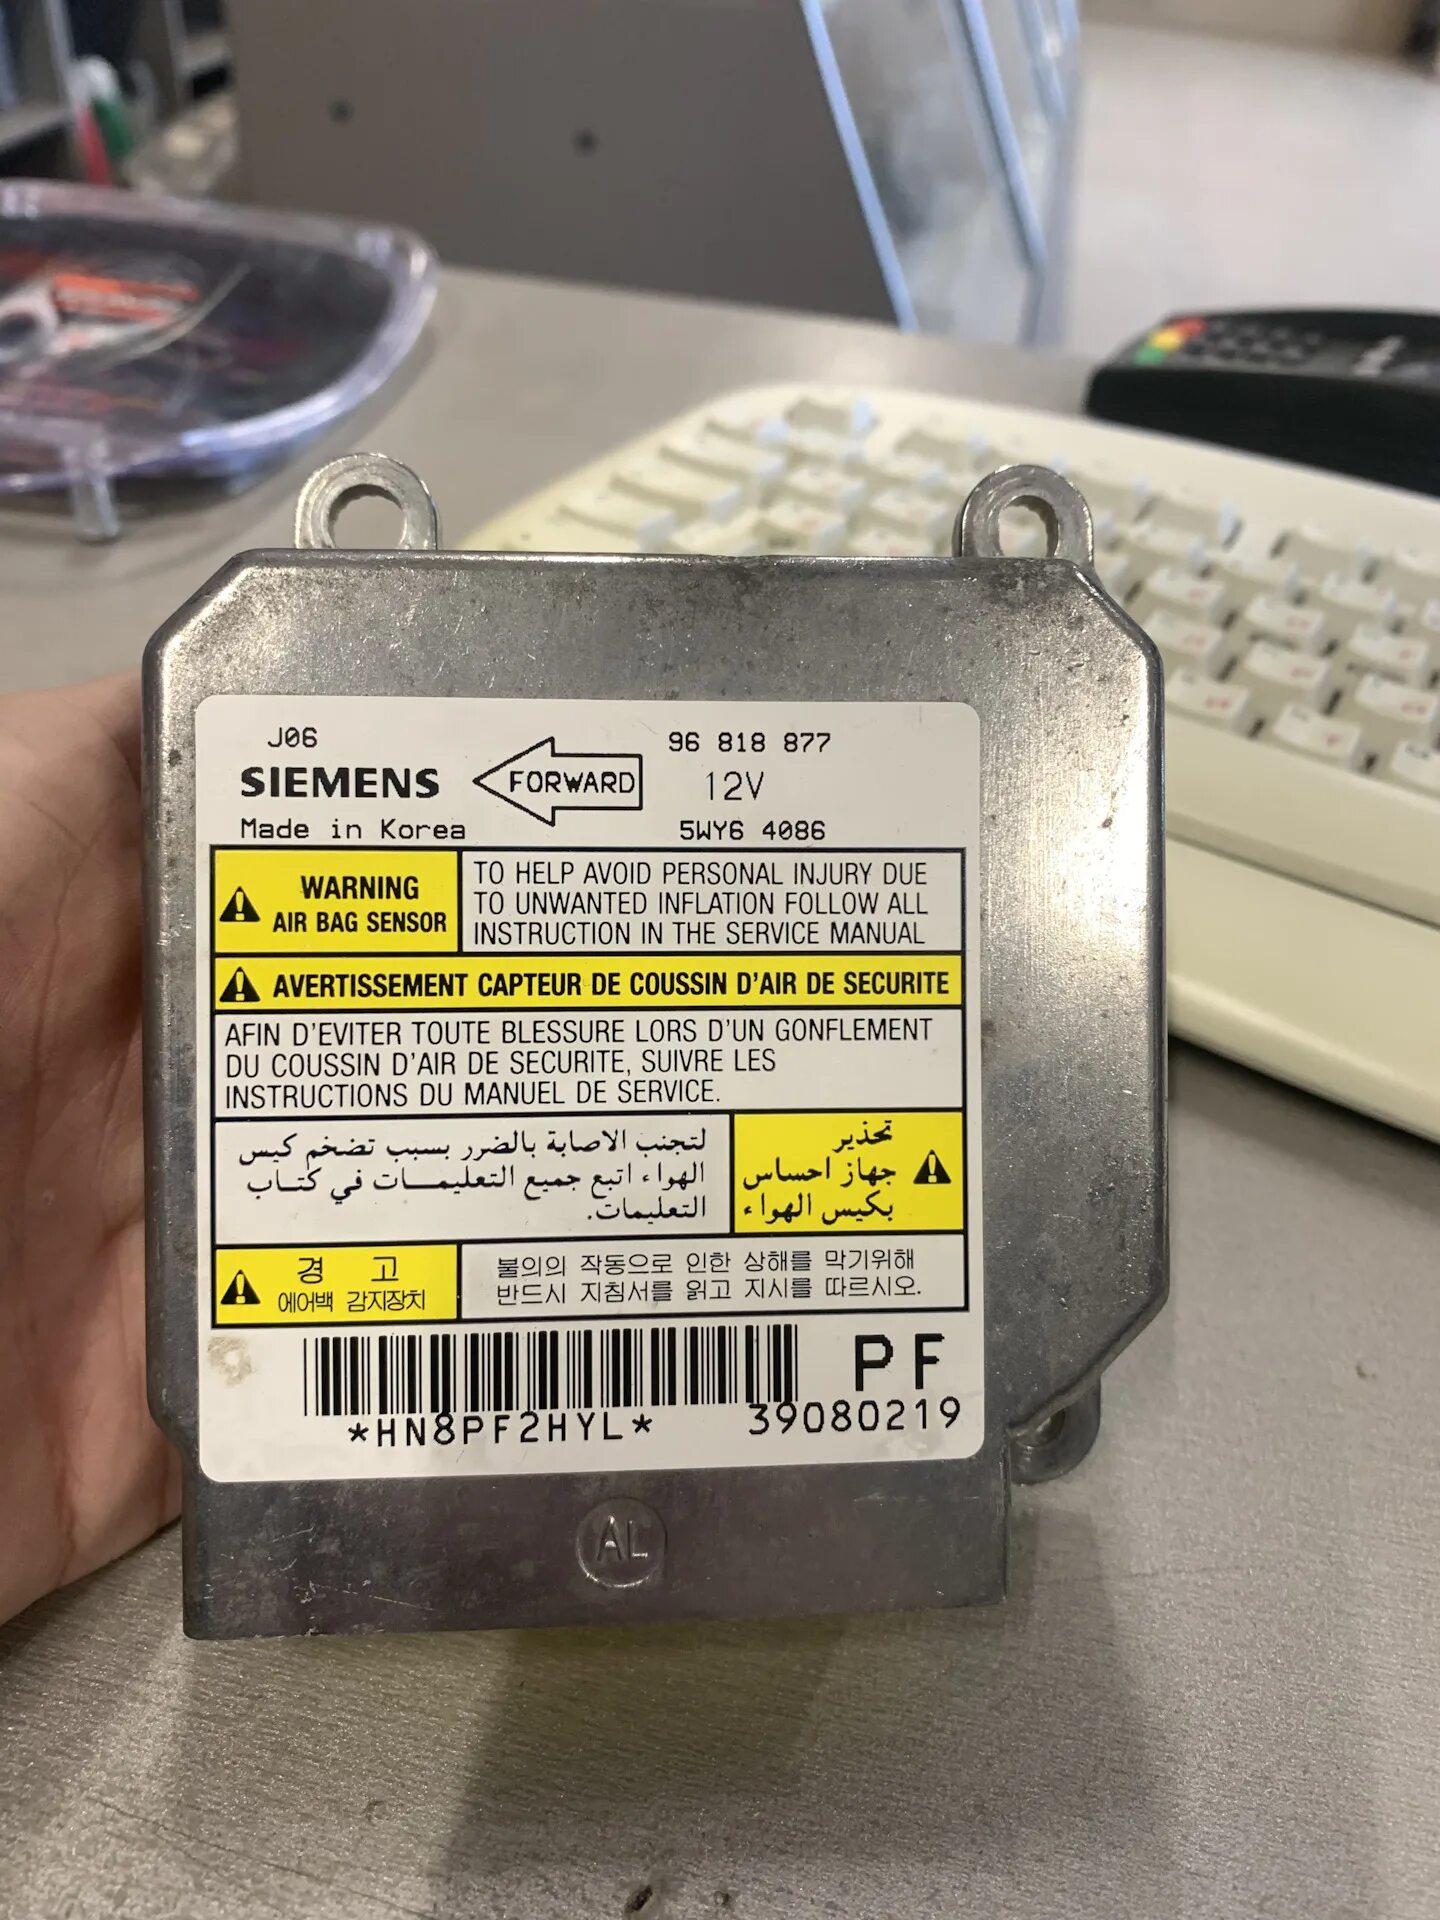 J06
SIEMENS
Made in Korea
FORWARD
96 818 877
12V
5WY6 4086
WARNING
AIR BAG SENSOR
TO HELP AVOID PERSONAL INJURY DUE
TO UNWANTED INFLATION FOLLOW ALL
INSTRUCTION IN THE SERVICE MANUAL
AVERTISSEMENT CAPTEUR DE COUSSIN D'AIR DE SECURITE
AFIN D'EVITER TOUTE BLESSURE LORS D'UN GONFLEMENT
DU COUSSIN D'AIR DE SECURITE, SUIVRE LES
INSTRUCTIONS DU MANUEL DE SERVICE.
تحذير
جهاز احساس
بكيس الهواء
لتجنب الاصابة بالضرر بسبب تضخم كيس
الهواء اتبع جميع التعليمـــات في كتــاب
التعليمات.
경 고
에어백 감지장치
불의의 작동으로 인한 상해를 막기위해
반드시 지침서를 읽고 지시를 따르시오.
PF
*HN8PF2HYL*
39080219
AL